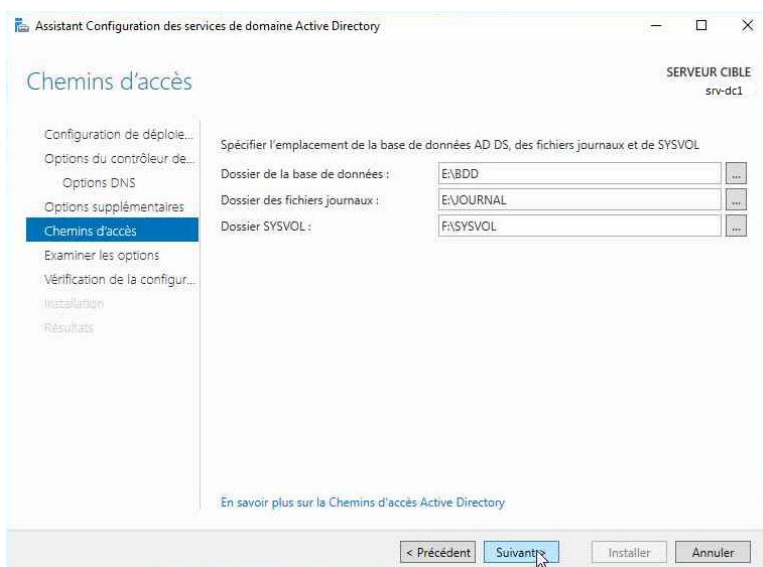 Assistant Configuration des services de domaine Active Directory
Chemins d'accès
SERVEUR CIBLE
srv-dc1
Configuration de déploie...
Options du contrôleur de...
Options DNS
Options supplémentaires
Chemins d'accès
Examiner les options
Vérification de la configur...
Installation
Résultats
Spécifier l'emplacement de la base de données AD DS, des fichiers journaux et de SYSVOL
Dossier de la base de données : E:\BDD ...
Dossier des fichiers journaux : E:\JOURNAL ...
Dossier SYSVOL : F:\SYSVOL ...
En savoir plus sur la Chemins d'accès Active Directory
< Précédent Suivant > Installer Annuler